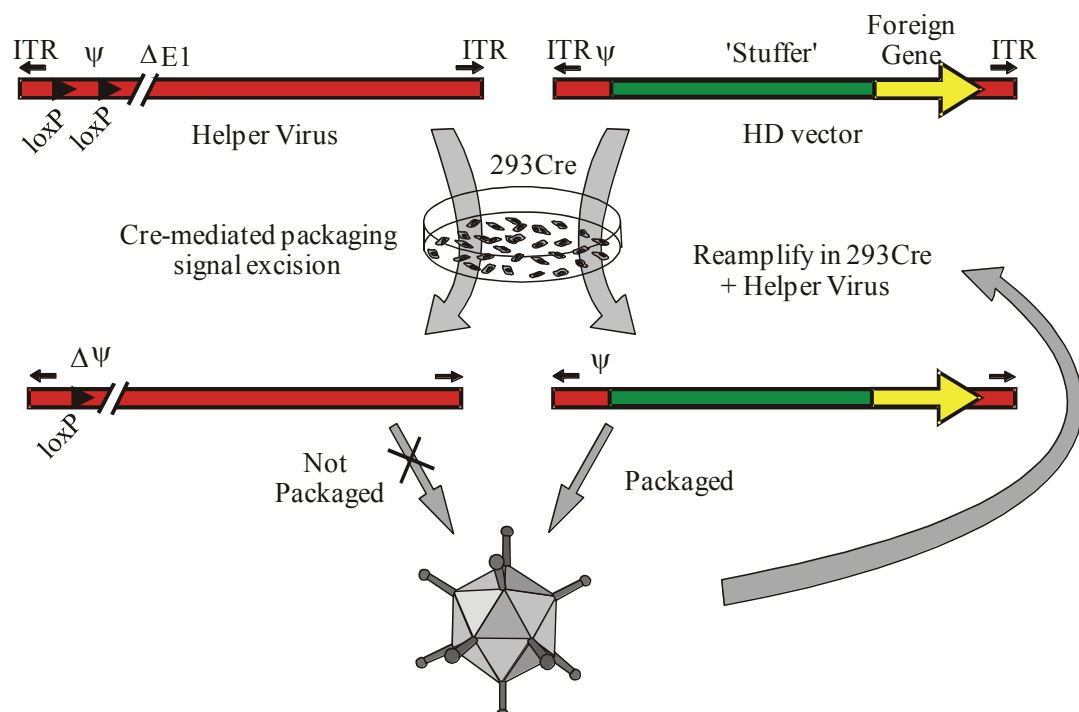 ITR ψ ΔE1 ITR
loxP loxP
Helper Virus
ITR ψ 'Stuffer' Foreign Gene ITR
HD vector
293Cre
Cre-mediated packaging
signal excision
Reamplify in 293Cre
+ Helper Virus
Δψ
loxP
ψ
Not
Packaged
Packaged